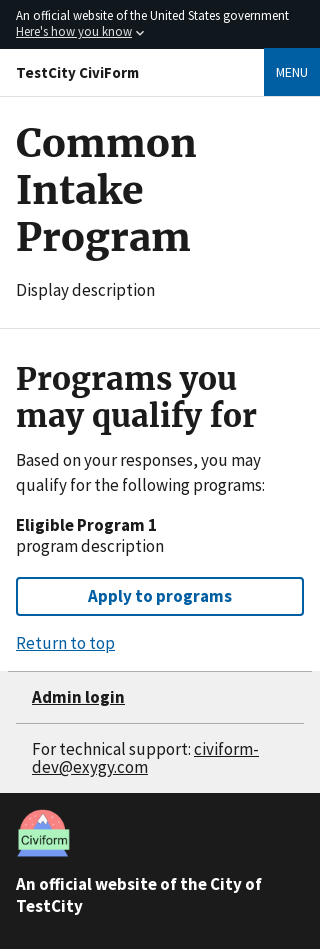 An official website of the United States government
Here's how you know
TestCity CiviForm
MENU
Common
Intake
Program
Display description
Programs you
may qualify for
Based on your responses, you may
qualify for the following programs:
Eligible Program 1
program description
Apply to programs
Return to top
Admin login
For technical support: civiform-
dev@exygy.com
Civiform
An official website of the City of
TestCity